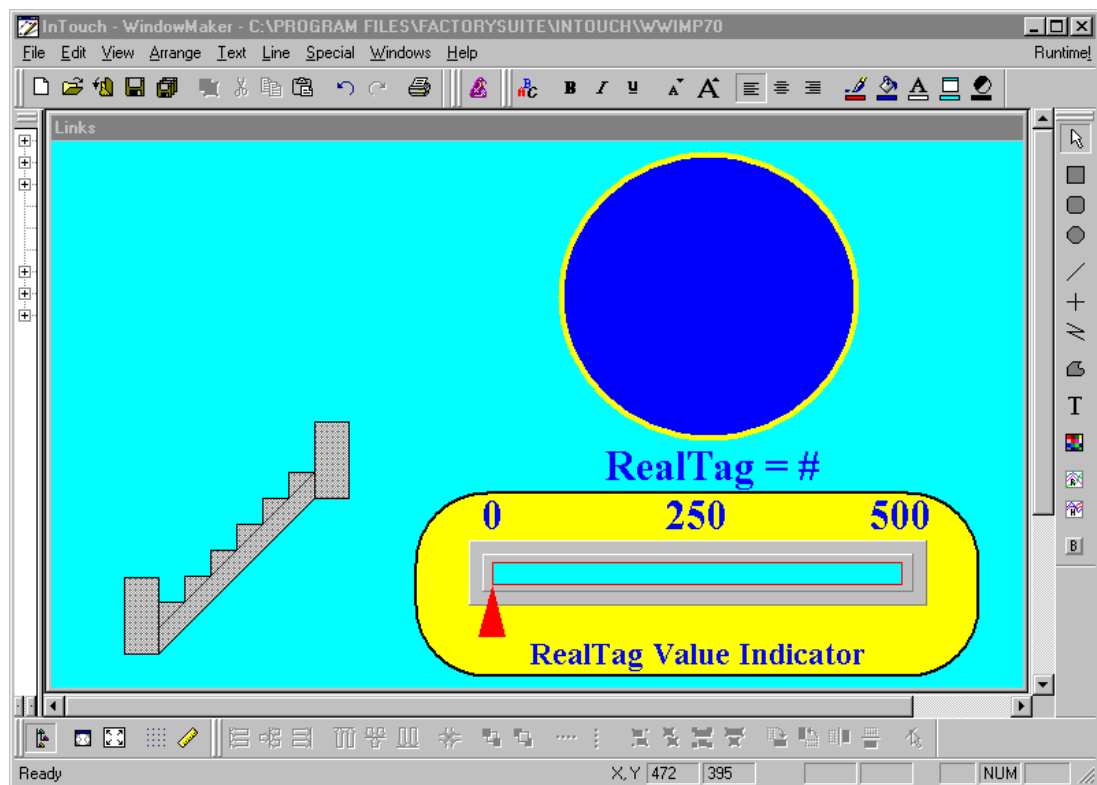 InTouch - WindowMaker - C:\PROGRAM FILES\FACTORYSUITE\INTOUCH\WWIMP70
File Edit View Arrange Text Line Special Windows Help Runtime!
ABC B I U A A A
Links
T
R
H
B
RealTag = #
0 250 500
RealTag Value Indicator
Ready X, Y 472 395 NUM